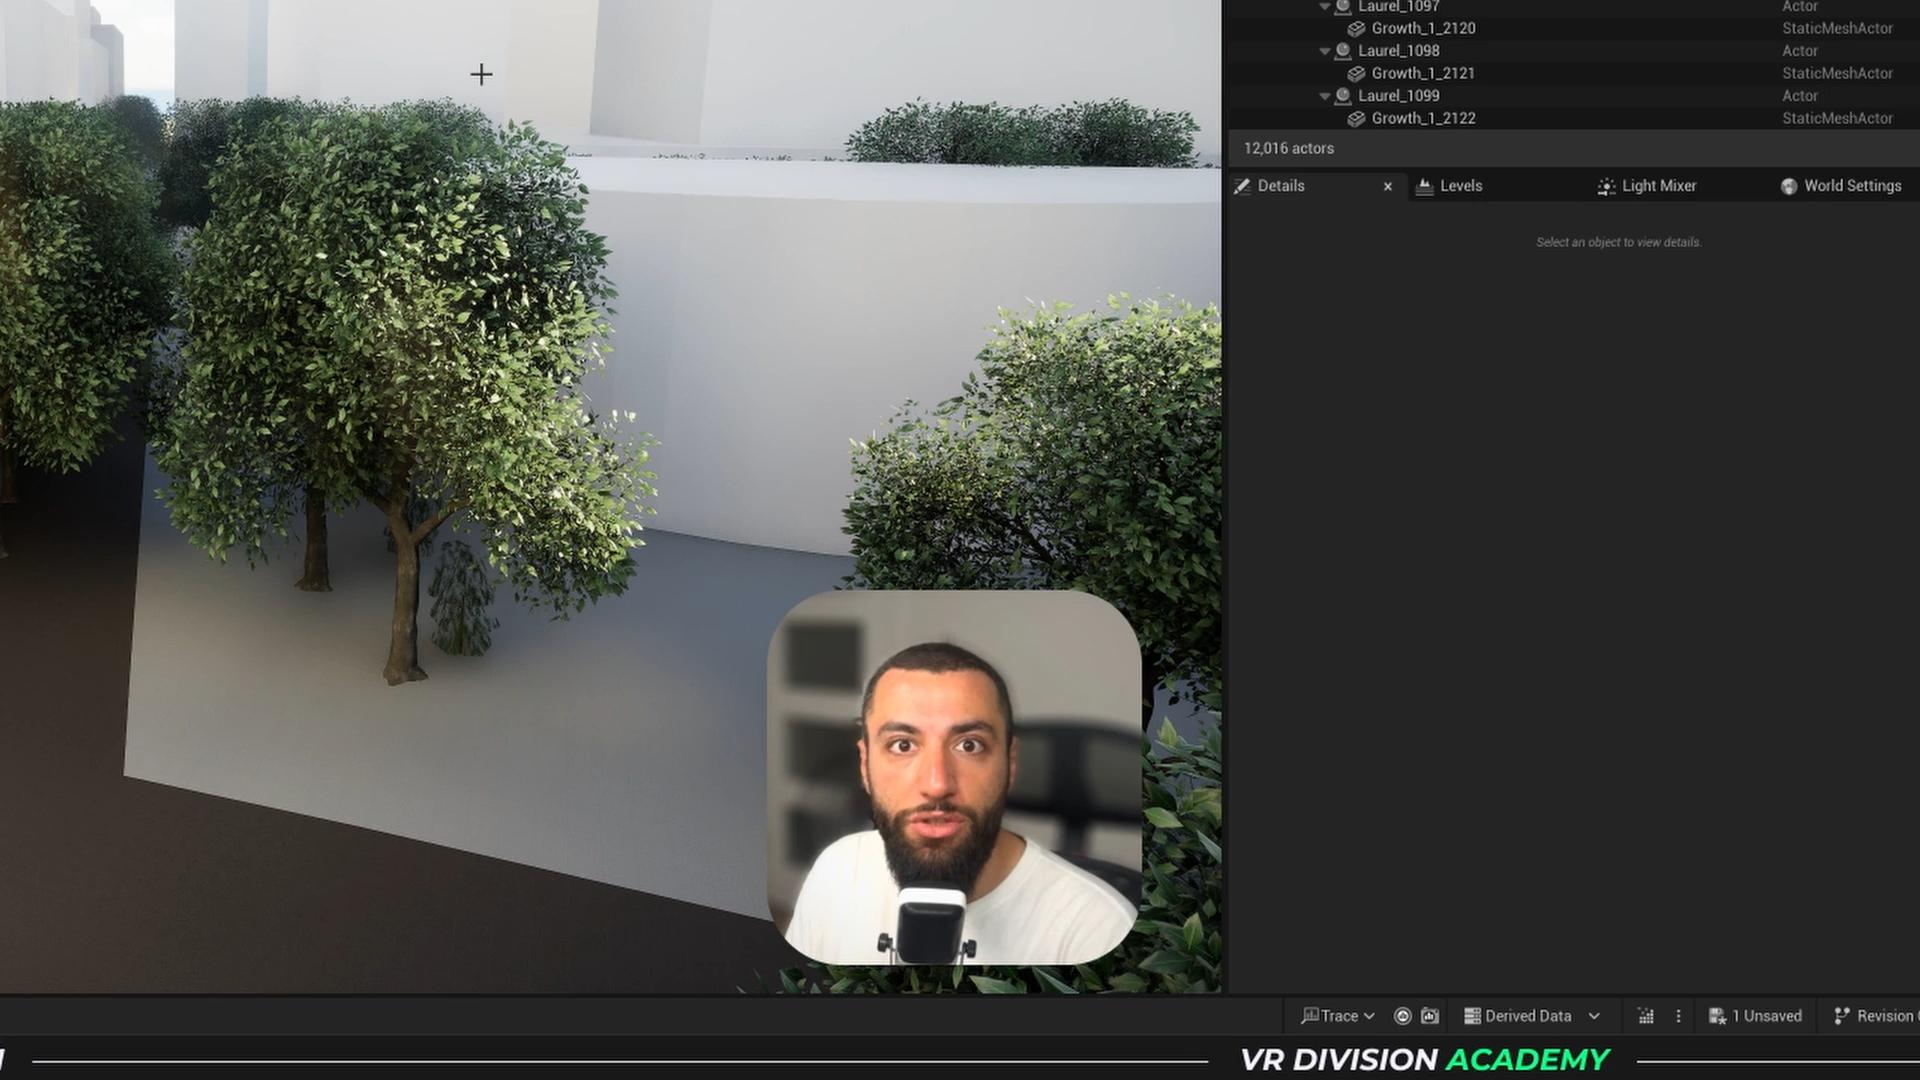 Laurel_1097 Actor
Growth_1_2120 StaticMeshActor
Laurel_1098 Actor
Growth_1_2121 StaticMeshActor
Laurel_1099 Actor
Growth_1_2122 StaticMeshActor
12,016 actors
Details Levels Light Mixer World Settings
Select an object to view details.
Trace Derived Data 1 Unsaved Revision
VR DIVISION ACADEMY